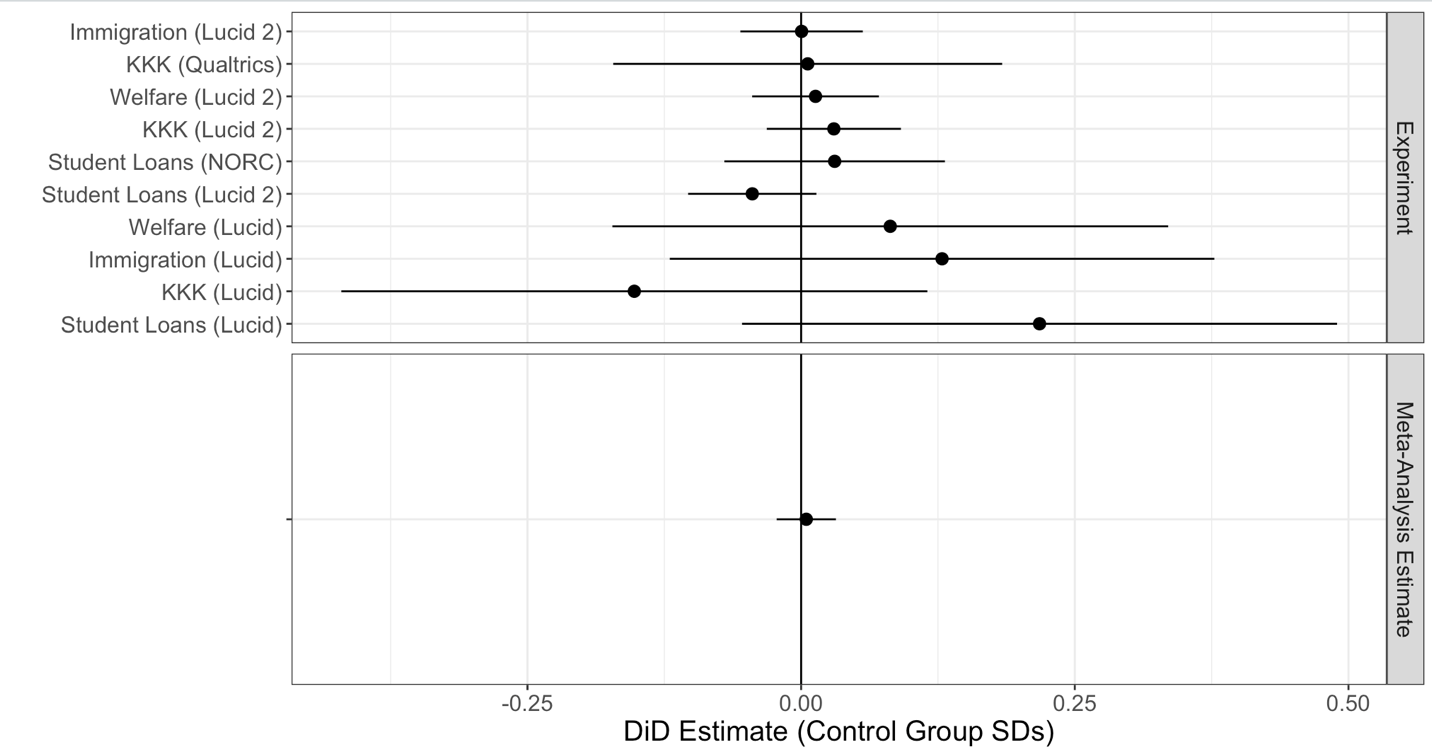 Immigration (Lucid 2)
KKK (Qualtrics)
Welfare (Lucid 2)
KKK (Lucid 2)
Student Loans (NORC)
Student Loans (Lucid 2)
Welfare (Lucid)
Immigration (Lucid)
KKK (Lucid)
Student Loans (Lucid)
Experiment
Meta-Analysis Estimate
-0.25 0.00 0.25 0.50
DiD Estimate (Control Group SDs)